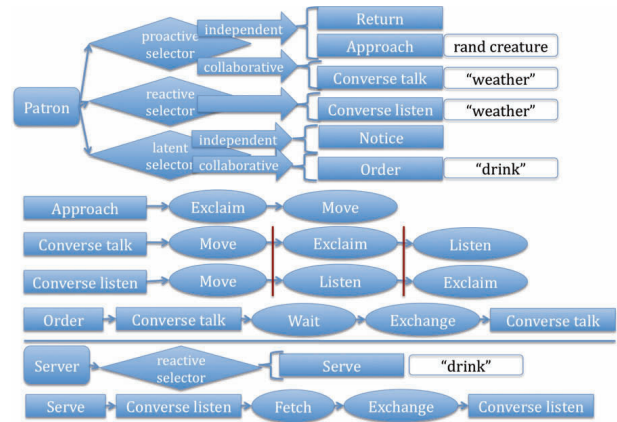 independent
Return
proactive
selector
Approach
rand creature
collaborative
Converse talk
"weather"
Patron
reactive
selector
Converse listen
"weather"
independent
Notice
latent
selector
collaborative
Order
"drink"
Approach
Exclaim
Move
Converse talk
Move
Exclaim
Listen
Converse listen
Move
Listen
Exclaim
Order
Converse talk
Wait
Exchange
Converse talk
Server
reactive
selector
Serve
"drink"
Serve
Converse listen
Fetch
Exchange
Converse listen